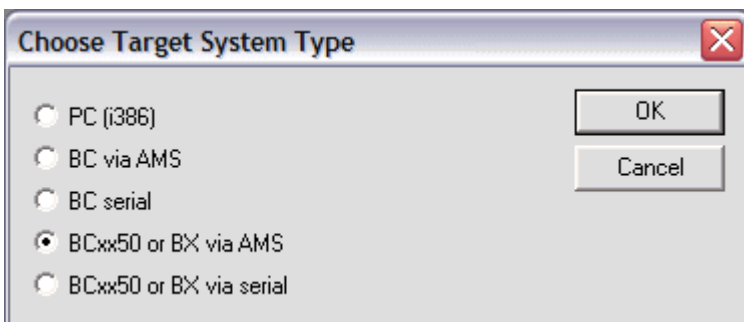 Choose Target System Type
PC (i386)
OK
BC via AMS
Cancel
BC serial
BCxx50 or BX via AMS
BCxx50 or BX via serial